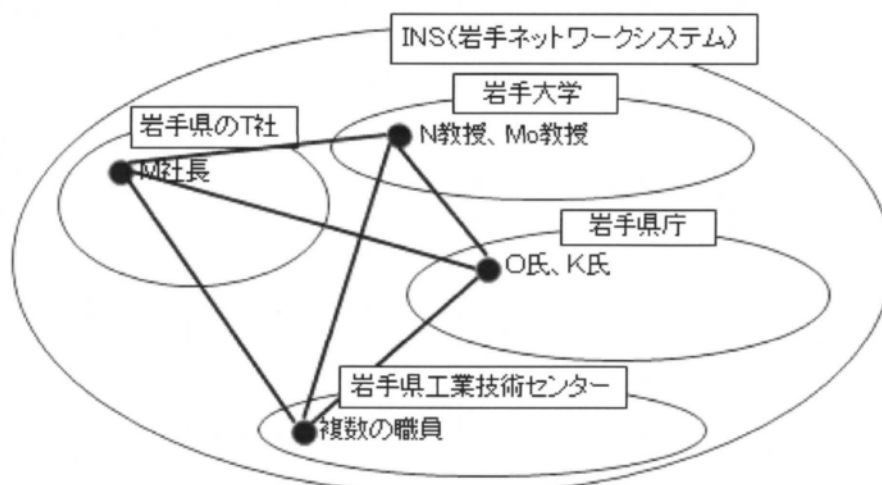 INS(岩手ネットワークシステム)
岩手大学
岩手県のT社
N教授、Mo教授
M社長
岩手県庁
O氏、K氏
岩手県工業技術センター
複数の職員